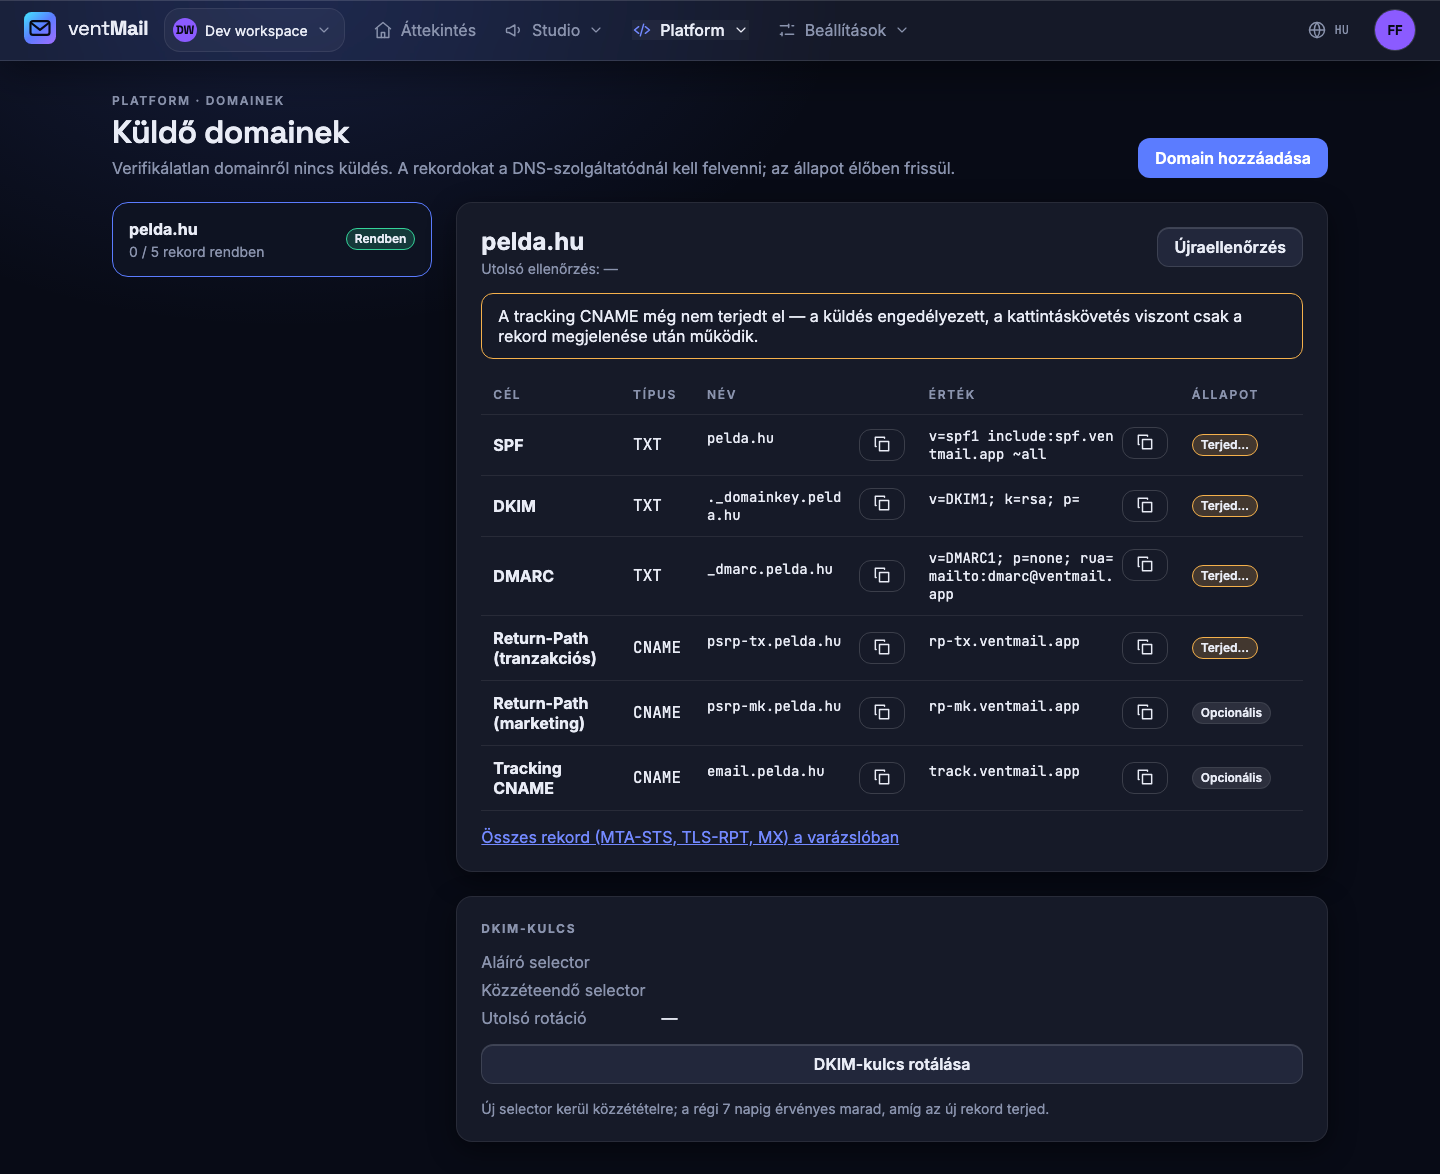 ventMail
DW Dev workspace
Áttekintés
Studio
Platform
Beállítások
HU
FF
PLATFORM · DOMAINEK
Küldő domainek
Verifikálatlan domainről nincs küldés. A rekordokat a DNS-szolgáltatódnál kell felvenni; az állapot élőben frissül.
Domain hozzáadása
pelda.hu
0 / 5 rekord rendben
Rendben
pelda.hu
Utolsó ellenőrzés: —
Újraellenőrzés
A tracking CNAME még nem terjedt el — a küldés engedélyezett, a kattintáskövetés viszont csak a
rekord megjelenése után működik.
CÉL TÍPUS NÉV ÉRTÉK ÁLLAPOT
SPF TXT pelda.hu v=spf1 include:spf.ven
tmail.app ~all
Terjed…
DKIM TXT ._domainkey.peld
a.hu
v=DKIM1; k=rsa; p=
Terjed…
DMARC TXT _dmarc.pelda.hu v=DMARC1; p=none; rua=
mailto:dmarc@ventmail.
app
Terjed…
Return-Path
(tranzakciós)
CNAME psrp-tx.pelda.hu rp-tx.ventmail.app Terjed…
Return-Path
(marketing)
CNAME psrp-mk.pelda.hu rp-mk.ventmail.app Opcionális
Tracking
CNAME
CNAME email.pelda.hu track.ventmail.app Opcionális
Összes rekord (MTA-STS, TLS-RPT, MX) a varázslóban
DKIM-KULCS
Aláíró selector
Közzéteendő selector
Utolsó rotáció —
DKIM-kulcs rotálása
Új selector kerül közzétételre; a régi 7 napig érvényes marad, amíg az új rekord terjed.